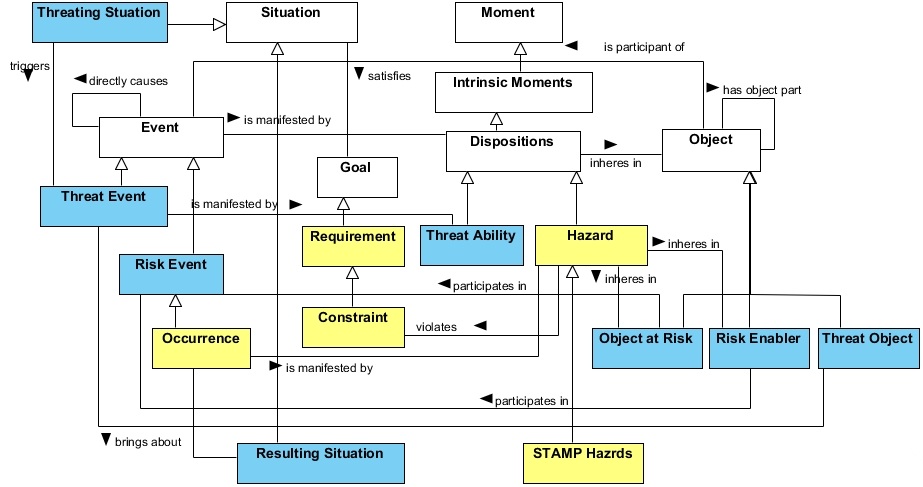 Threating Stuation
Situation
Moment
is participant of
triggers
directly causes
satisfies
Intrinsic Moments
has object part
Event
is manifested by
Dispositions
Object
inheres in
Goal
Threat Event
is manifested by
Requirement
Threat Ability
Hazard
inheres in
Risk Event
inheres in
participates in
Constraint
violates
Occurrence
Object at Risk
Risk Enabler
Threat Object
is manifested by
participates in
brings about
Resulting Situation
STAMP Hazrds